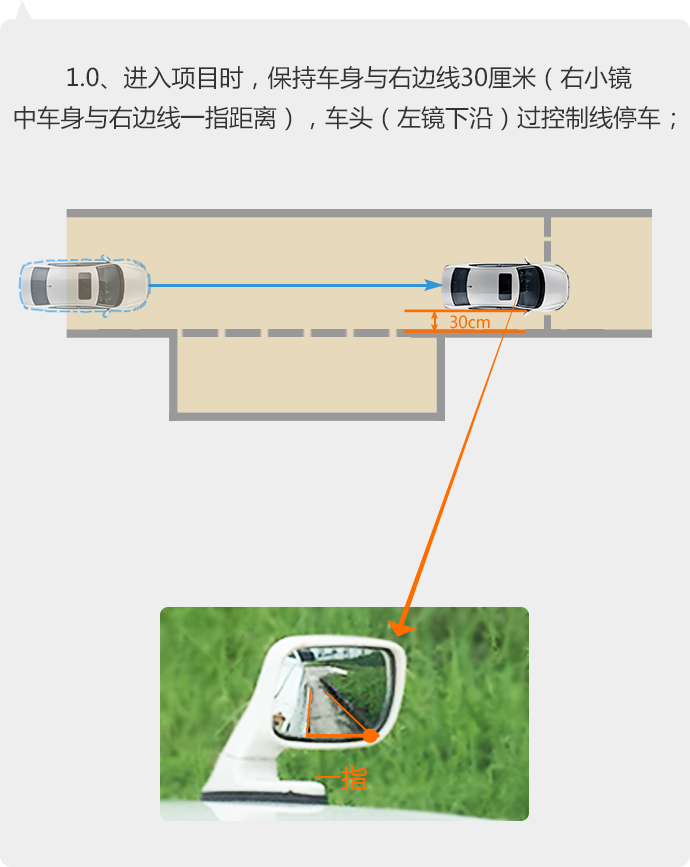 1.0、进入项目时，保持车身与右边线30厘米（右小镜
中车身与右边线一指距离），车头（左镜下沿）过控制线停车；
30cm
一指